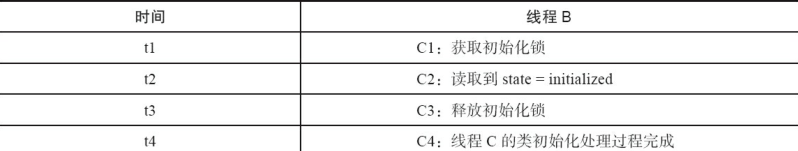 时间 线程 B
t1 C1：获取初始化锁
t2 C2：读取到 state = initialized
t3 C3：释放初始化锁
t4 C4：线程 C 的类初始化处理过程完成